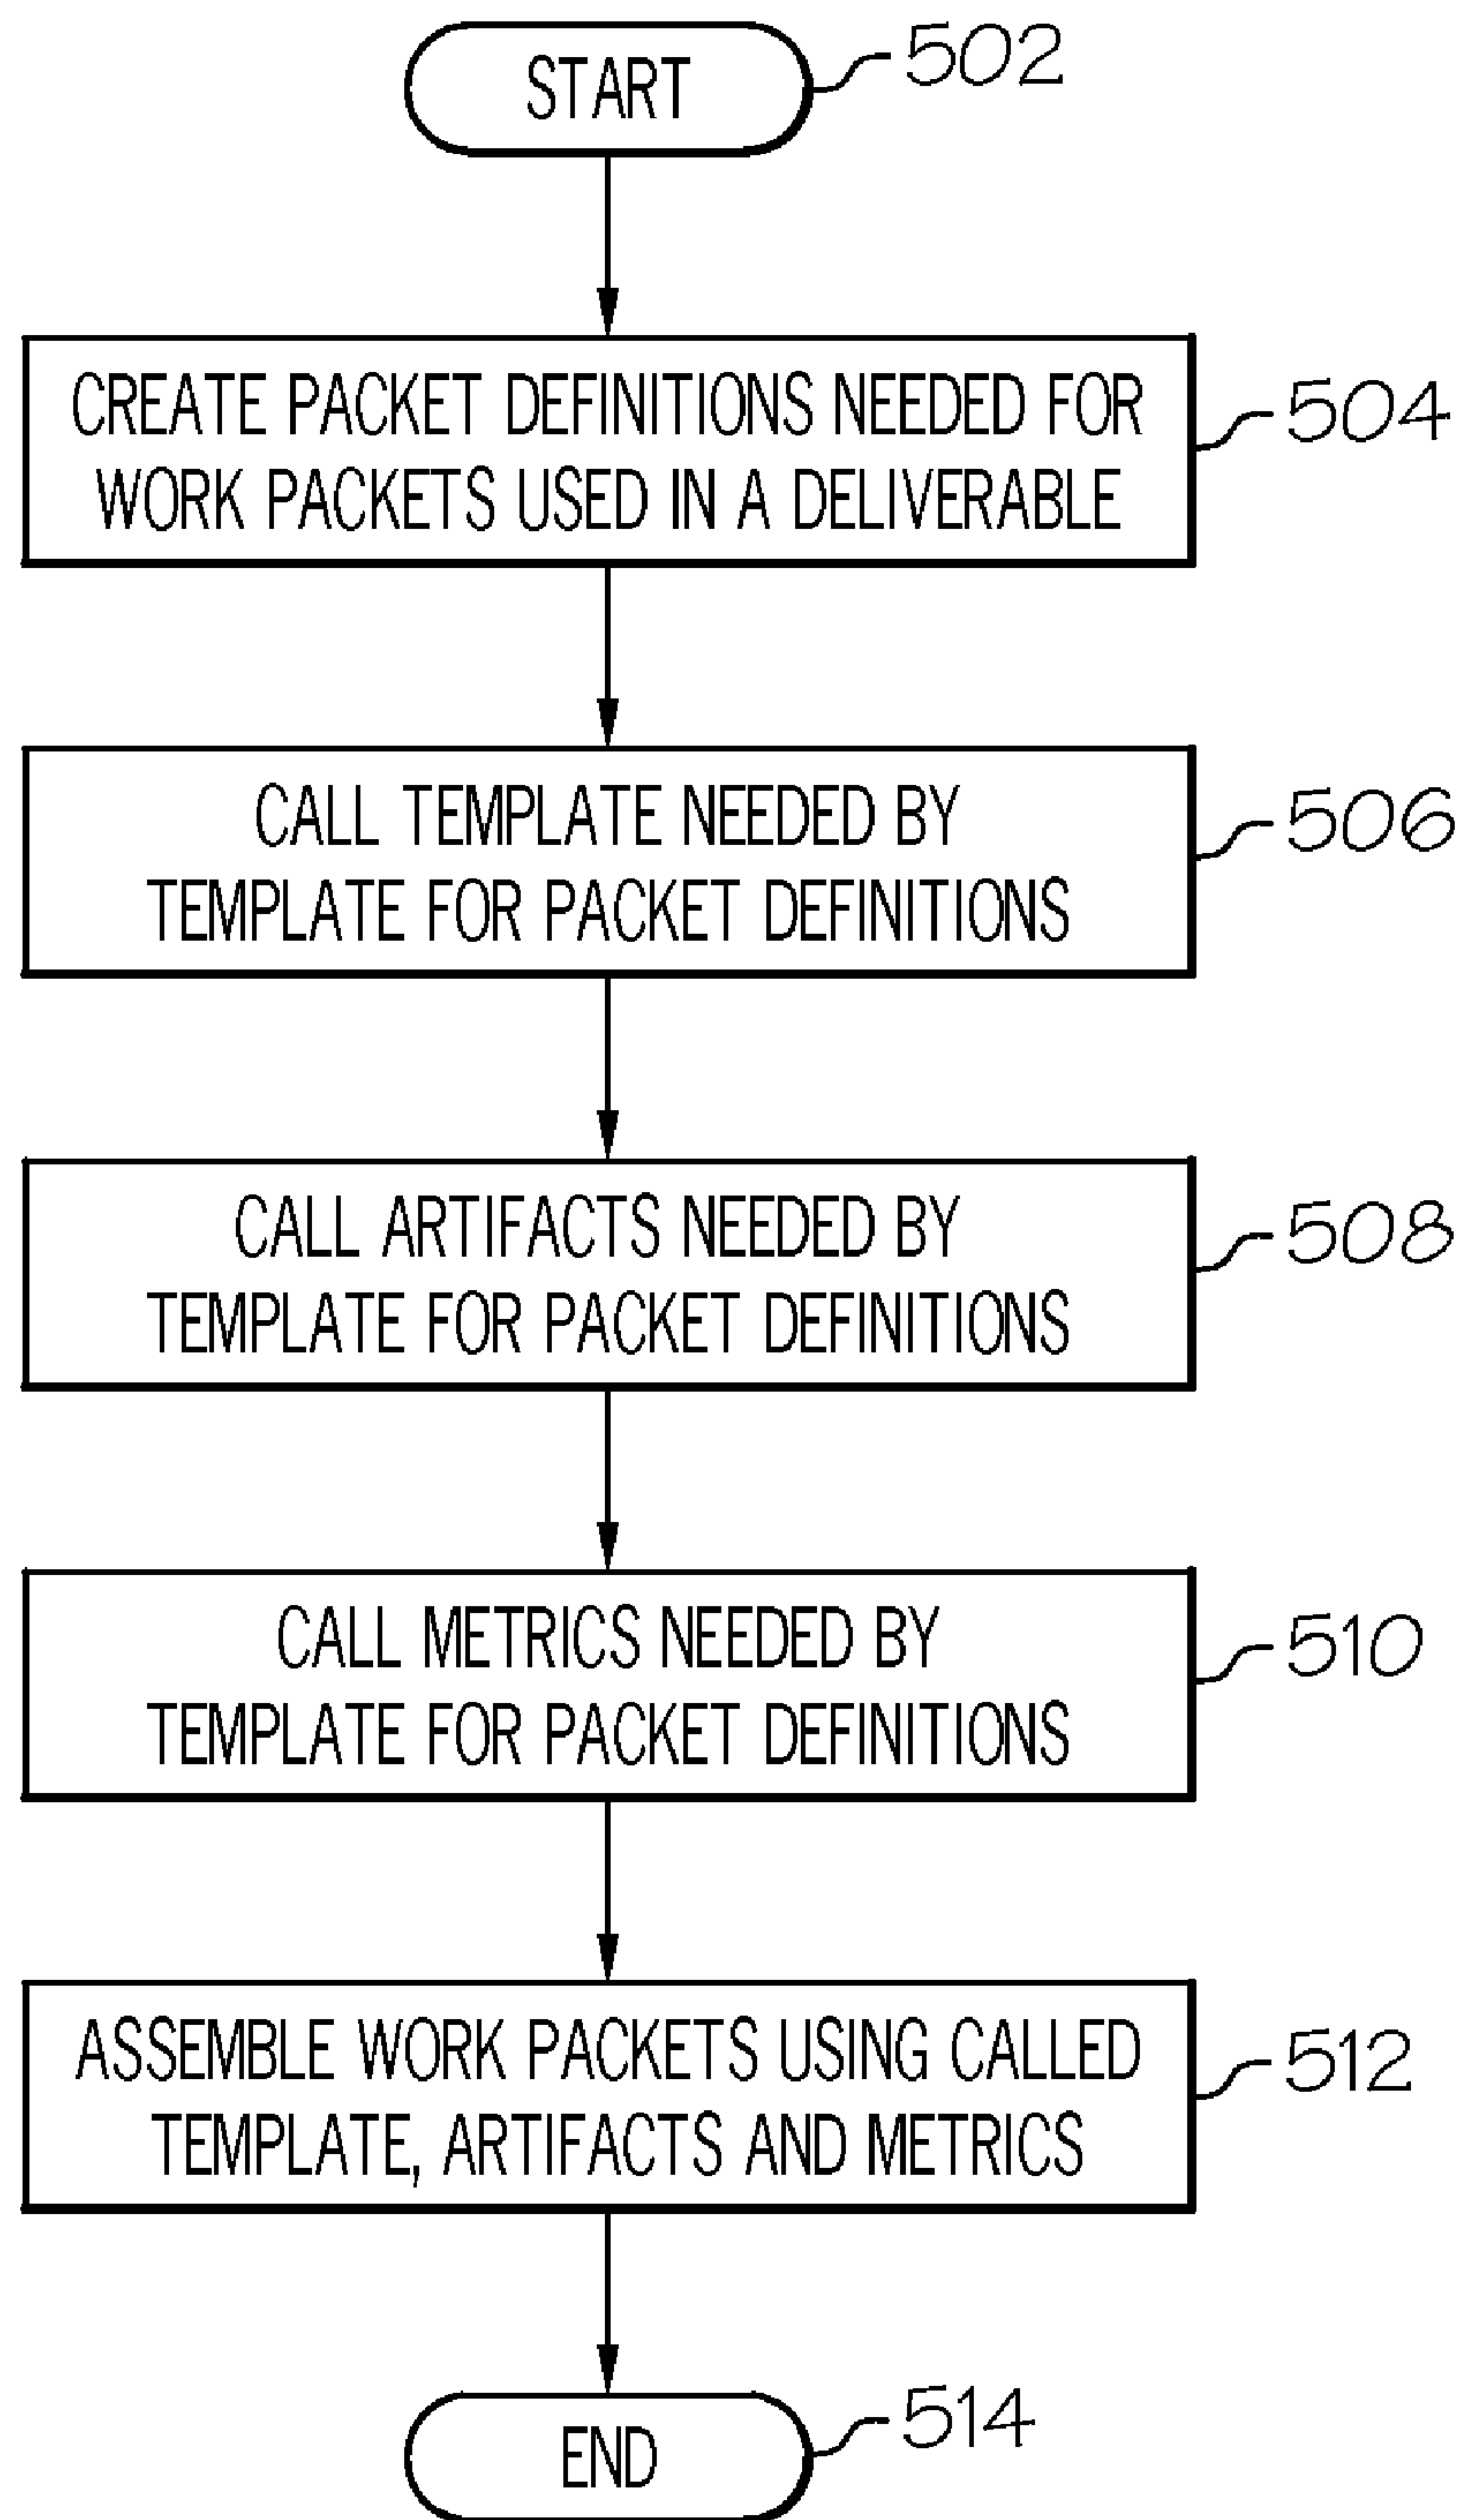 START
502
CREATE PACKET DEFINITIONS NEEDED FOR
WORK PACKETS USED IN A DELIVERABLE
504
CALL TEMPLATE NEEDED BY
TEMPLATE FOR PACKET DEFINITIONS
506
CALL ARTIFACTS NEEDED BY
TEMPLATE FOR PACKET DEFINITIONS
508
CALL METRICS NEEDED BY
TEMPLATE FOR PACKET DEFINITIONS
510
ASSEMBLE WORK PACKETS USING CALLED
TEMPLATE, ARTIFACTS AND METRICS
512
END
514